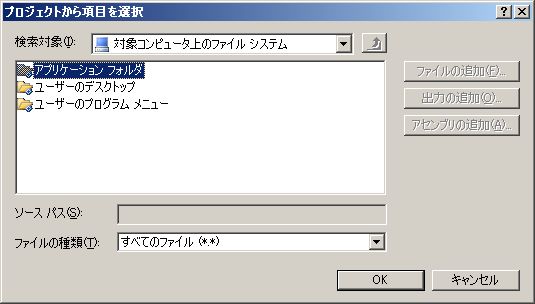 プロジェクトから項目を選択
検索対象(I):
対象コンピュータ上のファイル システム
アプリケーション フォルダ
ユーザーのデスクトップ
ユーザーのプログラム メニュー
ファイルの追加(F)...
出力の追加(O)...
アセンブリの追加(A)...
ソース パス(S):
ファイルの種類(T):
すべてのファイル (*.*)
OK
キャンセル